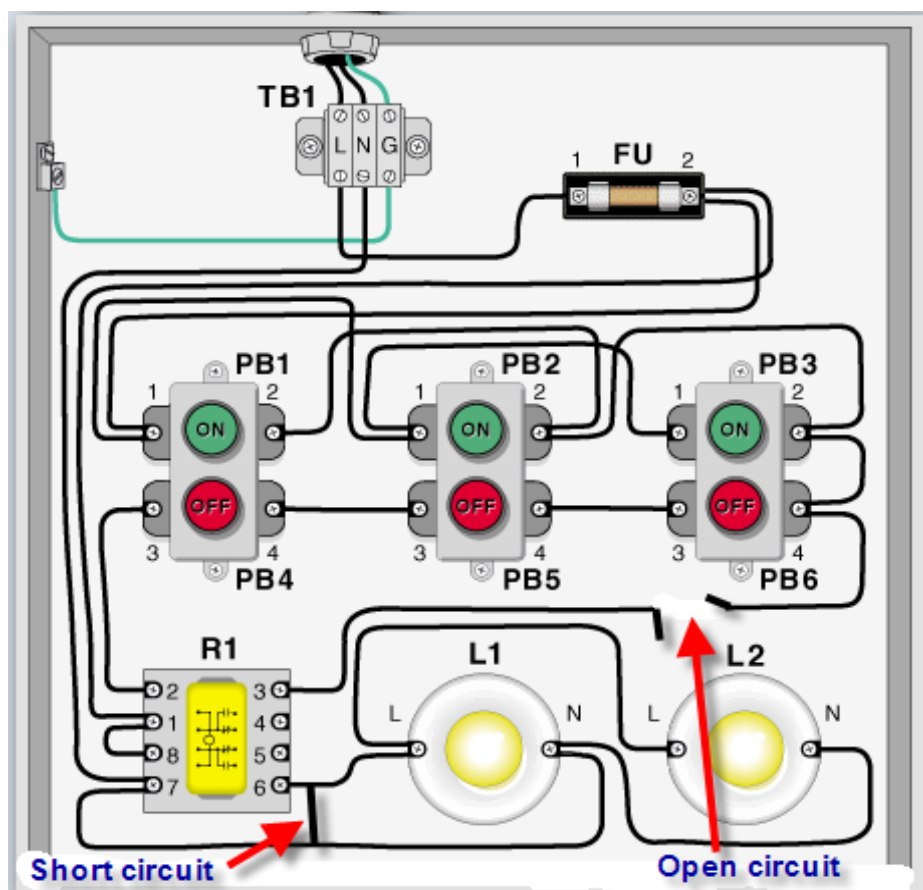 TB1
L N G
1 FU 2
PB1 PB2 PB3
1 2 1 2 1 2
ON ON ON
OFF OFF OFF
3 4 3 4 3 4
PB4 PB5 PB6
R1 L1 L2
2 3
L N L N
1 4
8 5
7 6
Short circuit
Open circuit